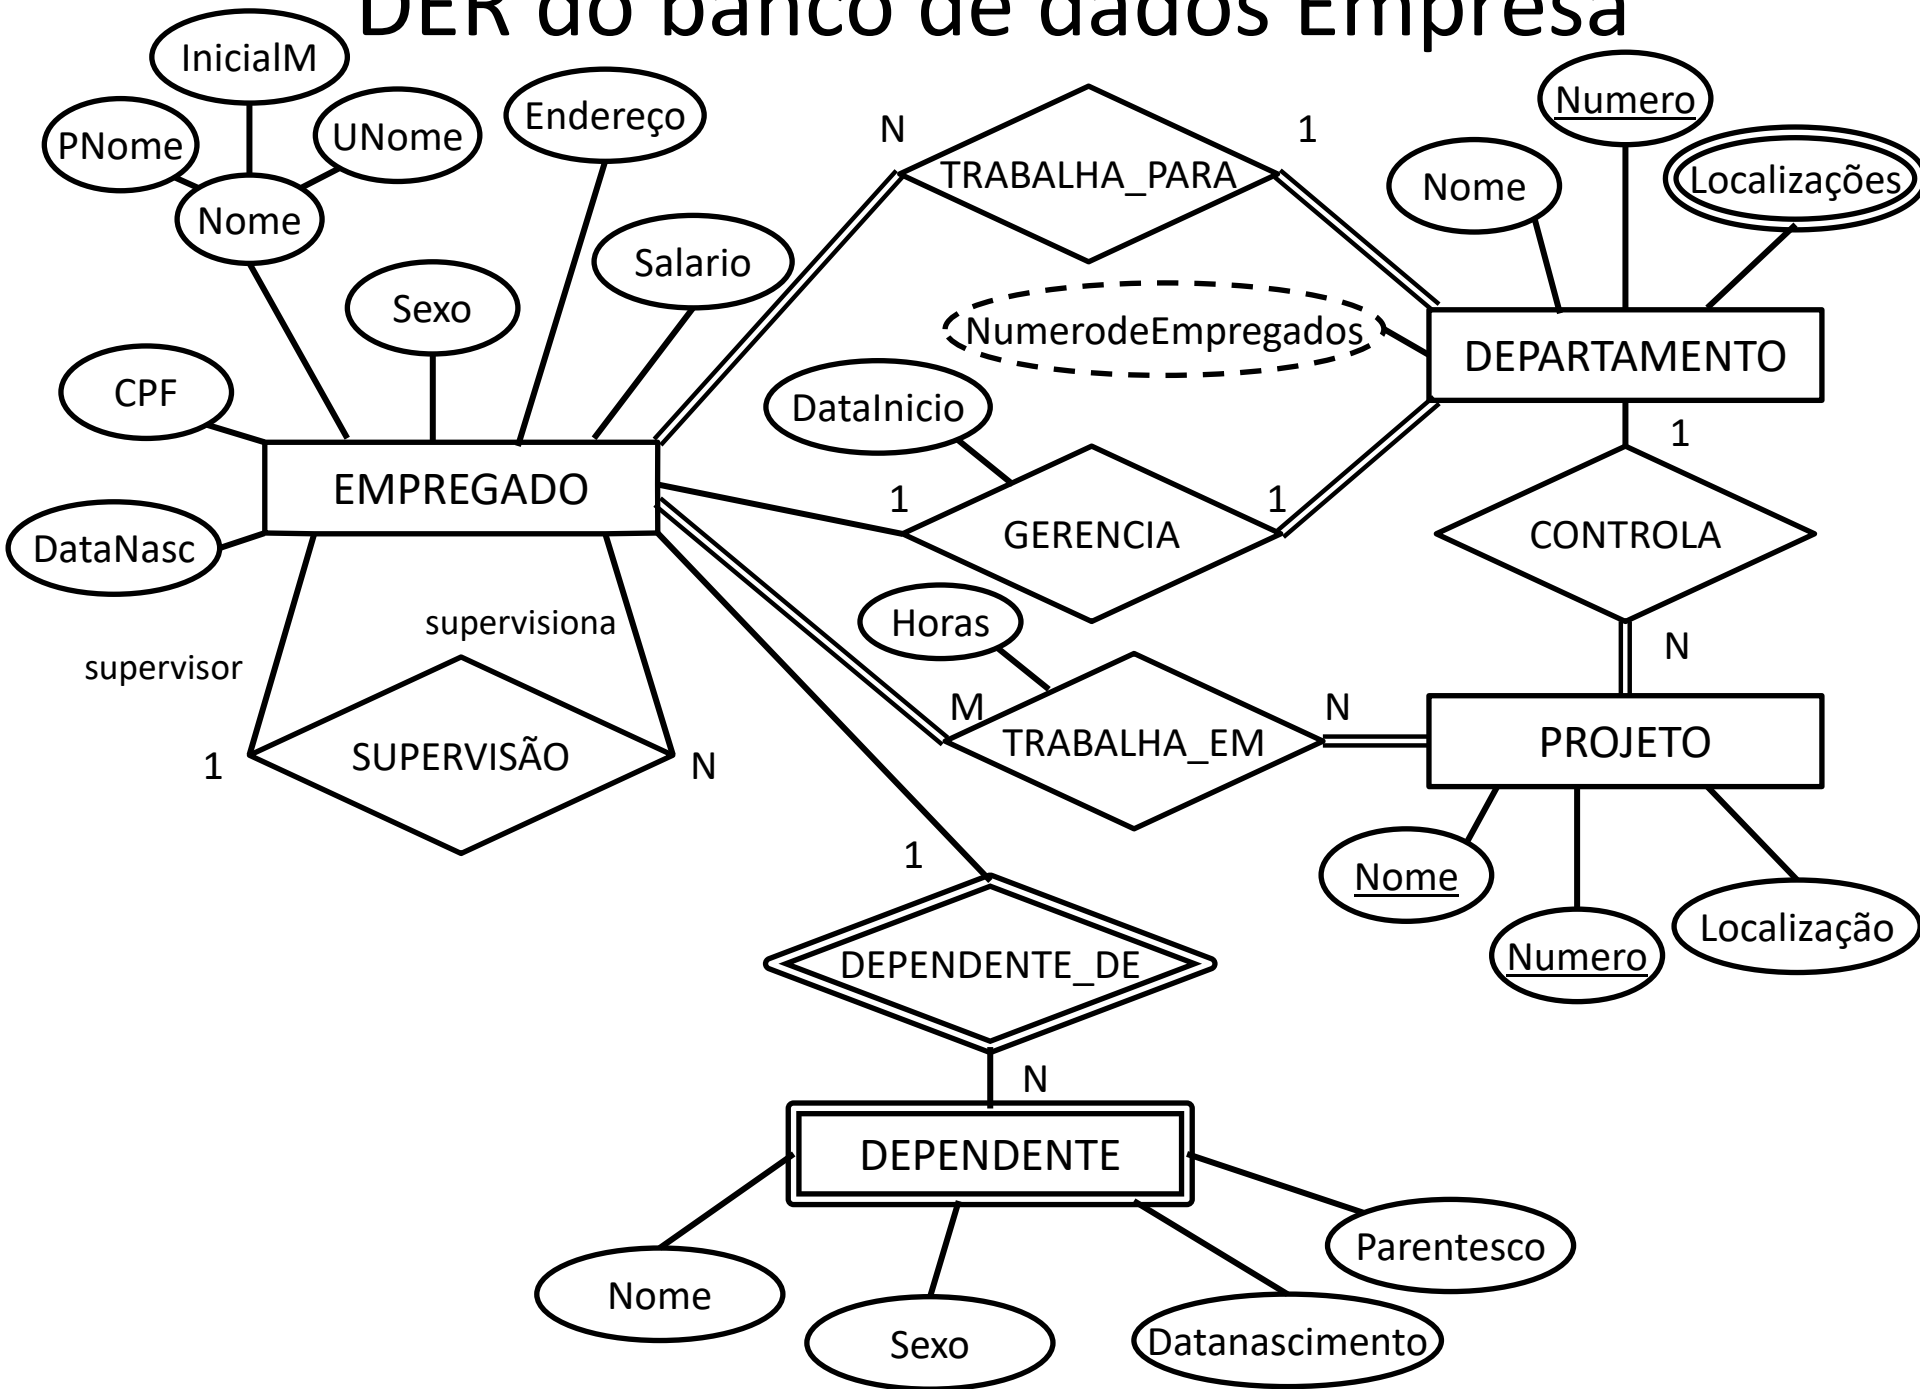 DER do banco de dados Empresa
InicialM
PNome
UNome
Nome
Endereço
Salario
Sexo
CPF
DataNasc
EMPREGADO
N
TRABALHA_PARA
1
Numero
Nome
Localizações
NumerodeEmpregados
DEPARTAMENTO
DataInicio
1
GERENCIA
1
1
CONTROLA
N
supervisiona
supervisor
1
SUPERVISÃO
N
Horas
M
TRABALHA_EM
N
PROJETO
Nome
Numero
Localização
1
DEPENDENTE_DE
N
DEPENDENTE
Nome
Sexo
Datanascimento
Parentesco